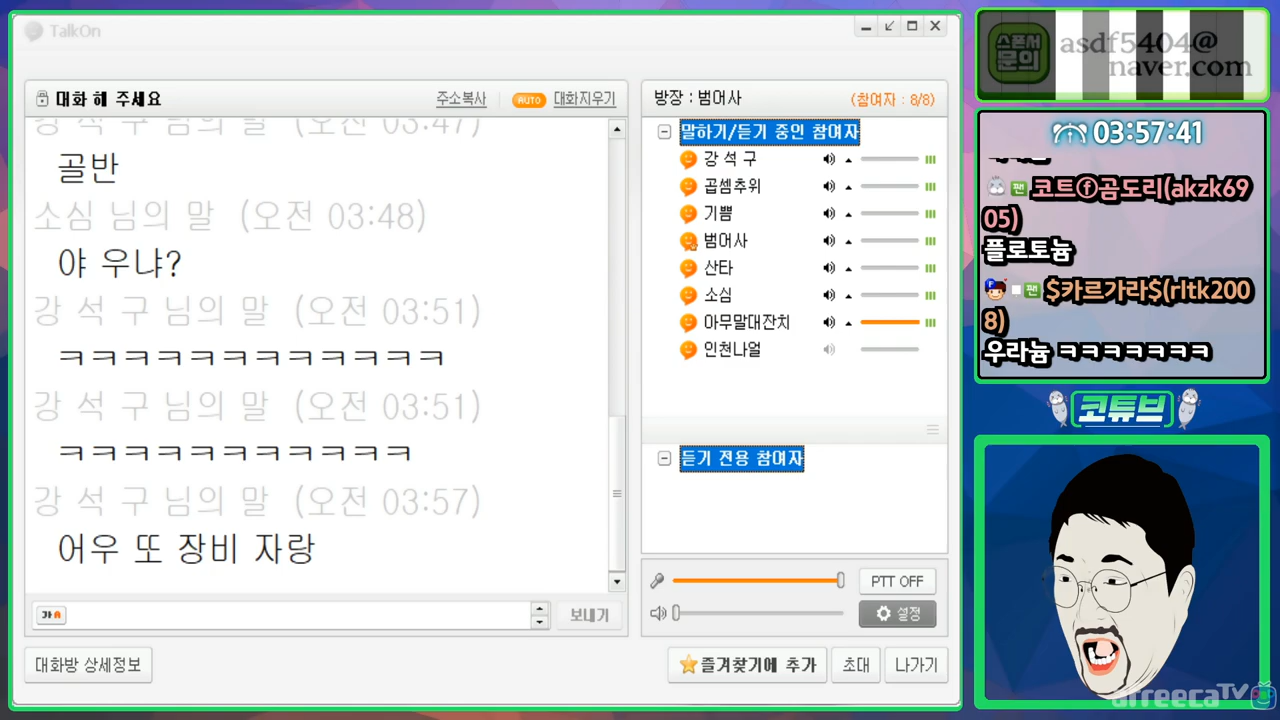 TalkOn
대화 해 주세요
주소복사
AUTO 대화지우기
강 석 구 님의 말 (오전 03:47)
골반
소심 님의 말 (오전 03:48)
야 우냐?
강 석 구 님의 말 (오전 03:51)
ㅋㅋㅋㅋㅋㅋㅋㅋㅋㅋㅋㅋ
강 석 구 님의 말 (오전 03:51)
ㅋㅋㅋㅋㅋㅋㅋㅋㅋㅋㅋ
강 석 구 님의 말 (오전 03:57)
어우 또 장비 자랑
가
보내기
대화방 상세정보
방장 : 범어사
(참여자 : 8/8)
말하기/듣기 중인 참여자
강 석 구
곱셈추위
기쁨
범어사
산타
소심
아무말대잔치
인천나얼
듣기 전용 참여자
PTT OFF
설정
즐겨찾기에 추가
초대
나가기
스폰서
문의
asdf5404@
naver.com
03:57:41
팬 코트ⓕ곰도리(akzk69
05)
플로토늄
팬 $카르가라$(rltk200
8)
우라늄 ㅋㅋㅋㅋㅋㅋㅋ
코튜브
afreecaTV